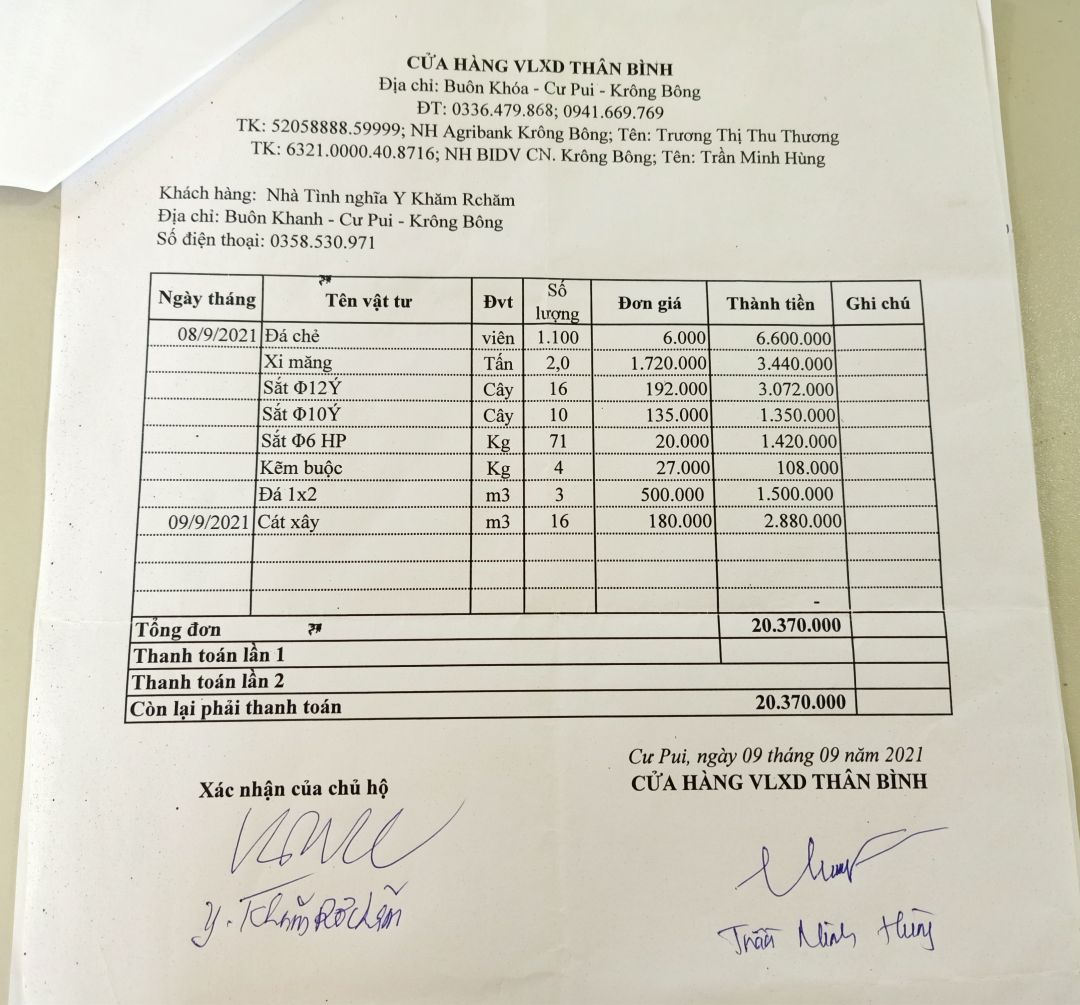 CỬA HÀNG VLXD THÂN BÌNH
Địa chỉ: Buôn Khóa - Cư Pui - Krông Bông
ĐT: 0336.479.868; 0941.669.769
TK: 52058888.59999; NH Agribank Krông Bông; Tên: Trương Thị Thu Thương
TK: 6321.0000.40.8716; NH BIDV CN. Krông Bông; Tên: Trần Minh Hùng
Khách hàng: Nhà Tình nghĩa Y Khăm Rchăm
Địa chỉ: Buôn Khanh - Cư Pui - Krông Bông
Số điện thoại: 0358.530.971
Ngày tháng Tên vật tư Đvt Số lượng Đơn giá Thành tiền Ghi chú
08/9/2021 Đá chẻ viên 1.100 6.000 6.600.000
Xi măng Tấn 2,0 1.720.000 3.440.000
Sắt Φ12Ý Cây 16 192.000 3.072.000
Sắt Φ10Ý Cây 10 135.000 1.350.000
Sắt Φ6 HP Kg 71 20.000 1.420.000
Kẽm buộc Kg 4 27.000 108.000
Đá 1x2 m3 3 500.000 1.500.000
09/9/2021 Cát xây m3 16 180.000 2.880.000
-
Tổng đơn 20.370.000
Thanh toán lần 1
Thanh toán lần 2
Còn lại phải thanh toán 20.370.000
Cư Pui, ngày 09 tháng 09 năm 2021
Xác nhận của chủ hộ CỬA HÀNG VLXD THÂN BÌNH
Trần Minh Hùng